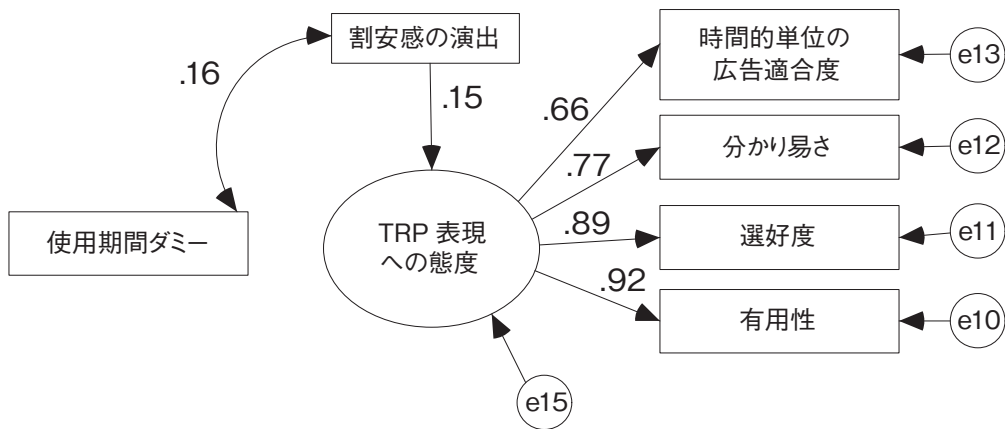 割安感の演出
時間的単位の
広告適合度
e13
.16
.15
.66
分かり易さ
e12
.77
使用期間ダミー
TRP 表現
への態度
.89
選好度
e11
.92
有用性
e10
e15